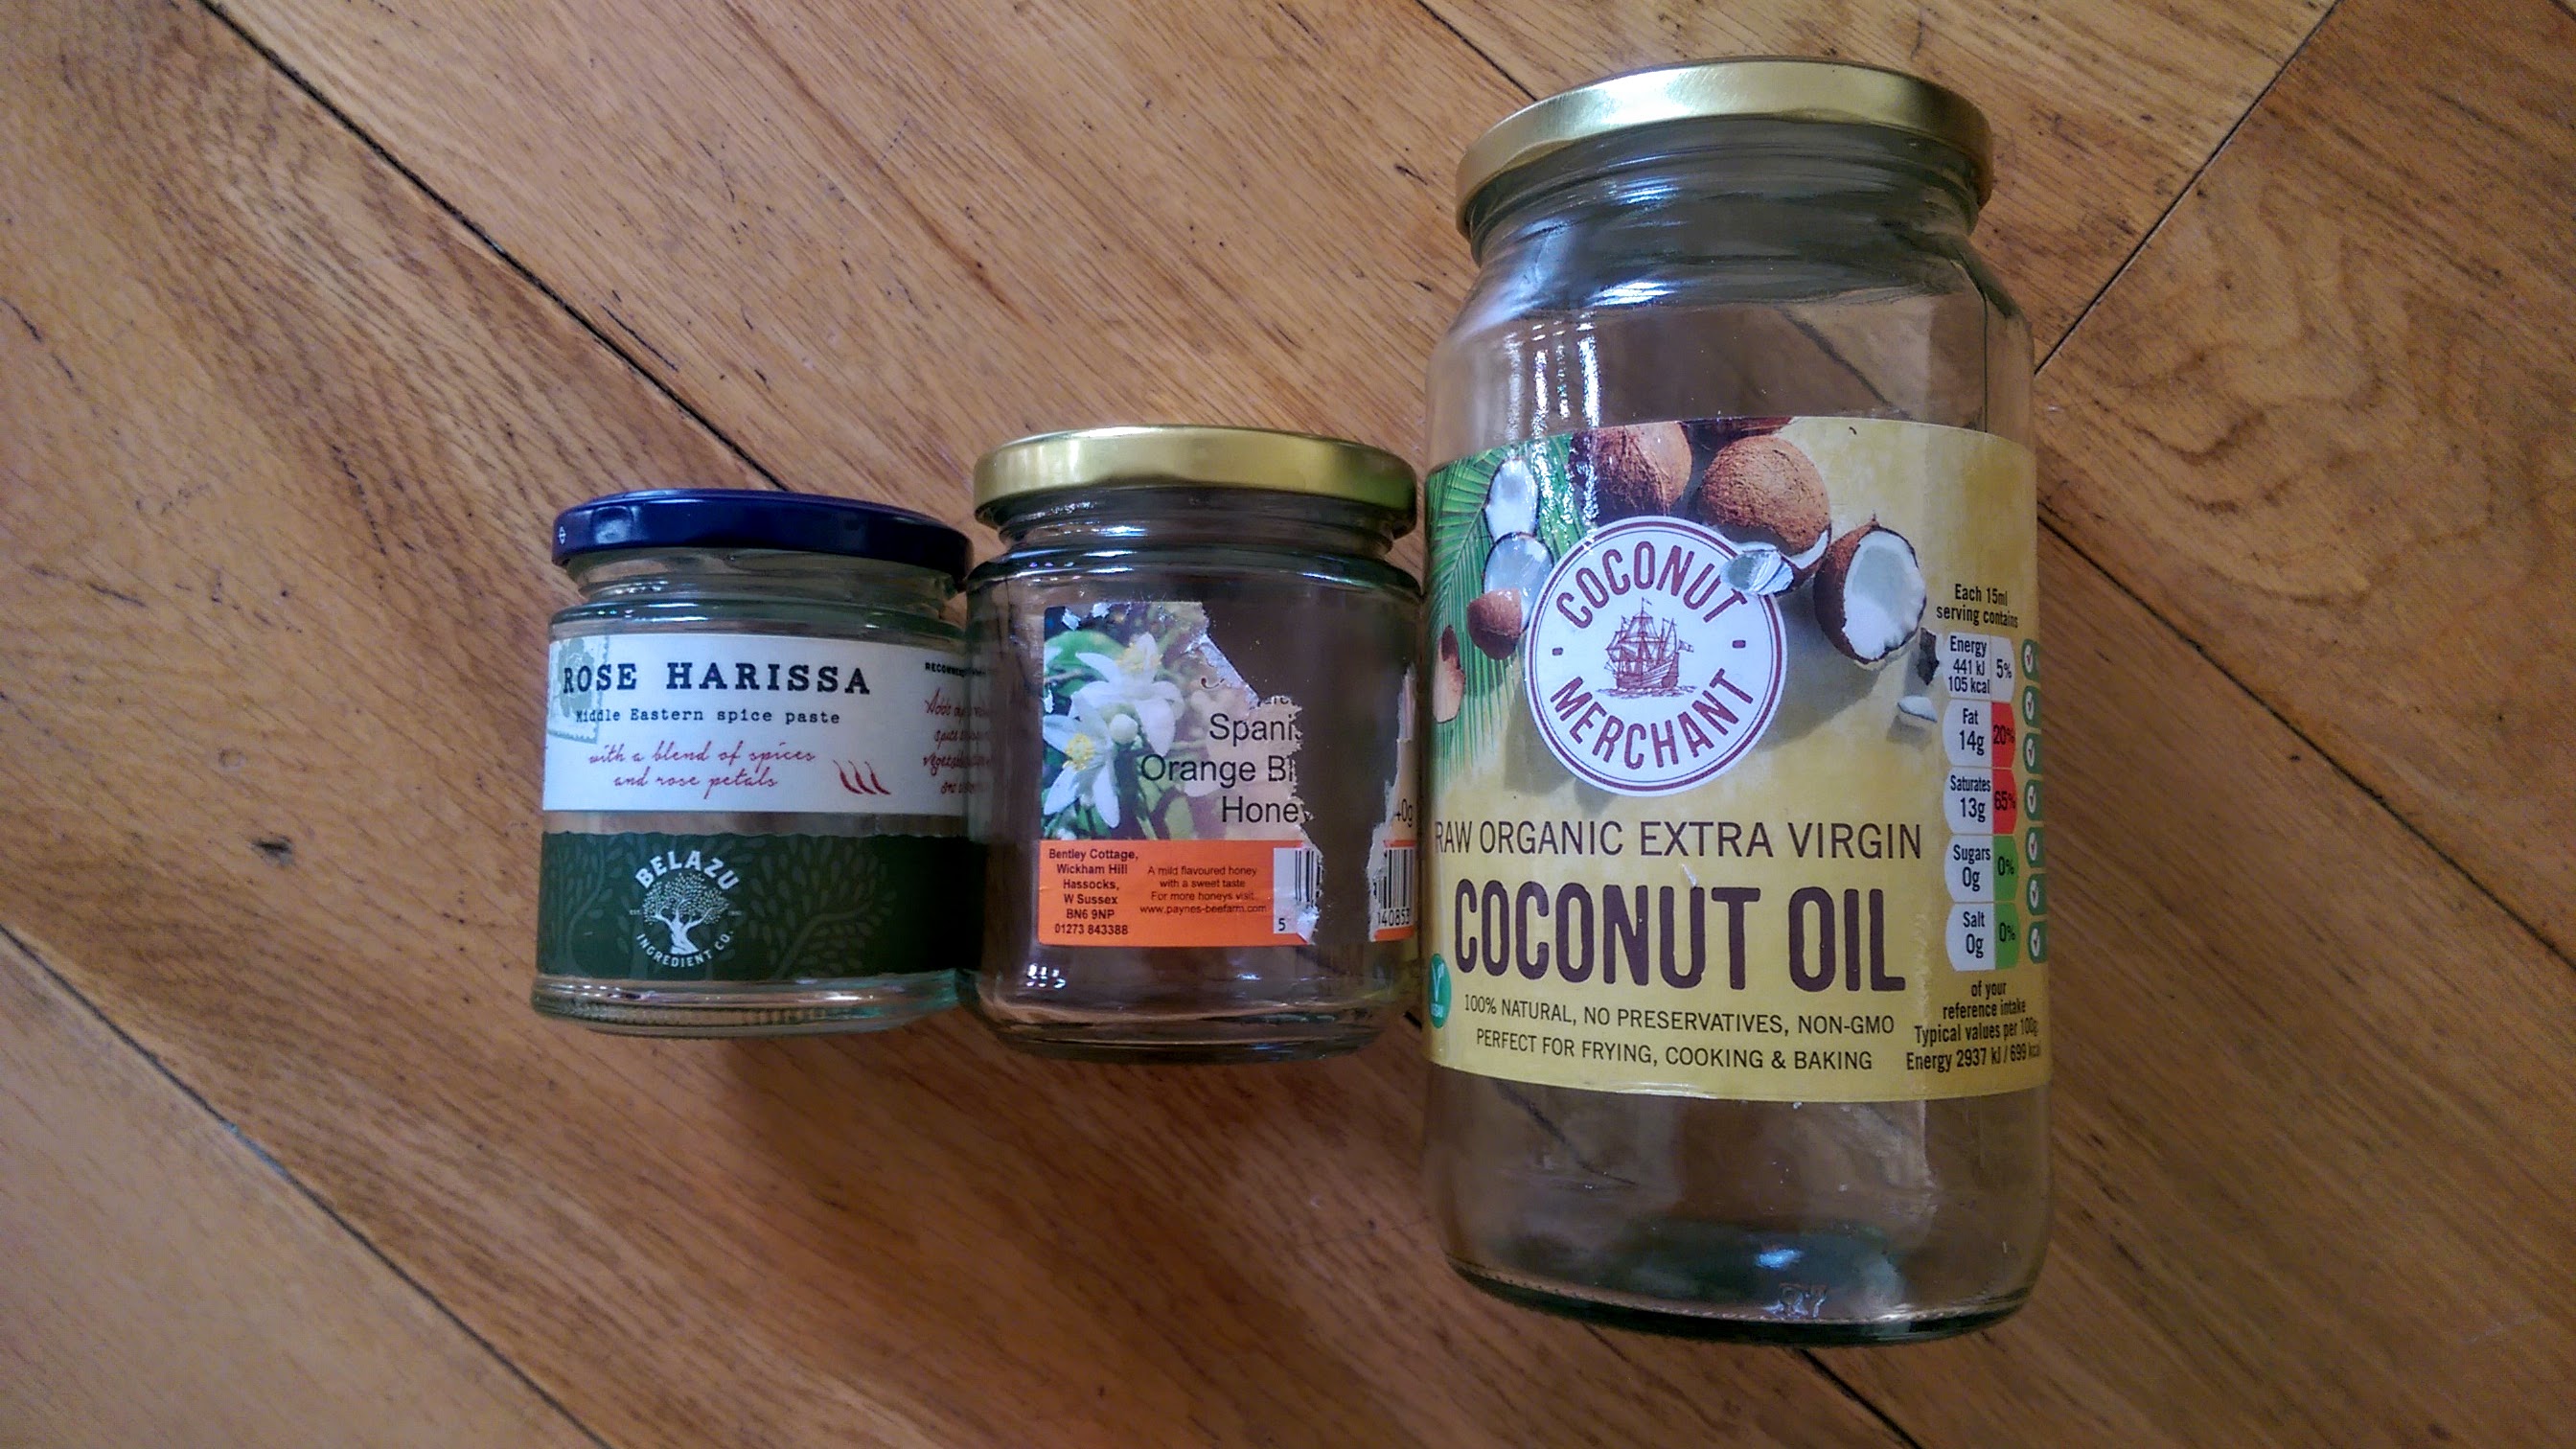 ROSE HARISSA
Middle Eastern spice paste
with a blend of spices
and rose petals
BELAZU
INGREDIENT CO.
Spani
Orange Bl
Hone
Bentley Cottage,
Wickham Hill
Hassocks,
W Sussex
BN6 9NP
01273 843388
A mild flavoured honey
with a sweet taste
For more honeys visit
www.paynes-beefarm.com
5
COCONUT
MERCHANT
RAW ORGANIC EXTRA VIRGIN
COCONUT OIL
100% NATURAL, NO PRESERVATIVES, NON-GMO
PERFECT FOR FRYING, COOKING & BAKING
VEGAN
Each 15ml
serving contains
Energy
441 kJ
105 kcal
5%
Fat
14g
20%
Saturates
13g
65%
Sugars
0g
0%
Salt
0g
0%
of your
reference intake
Typical values per 100g
Energy 2937 kJ / 699 kcal